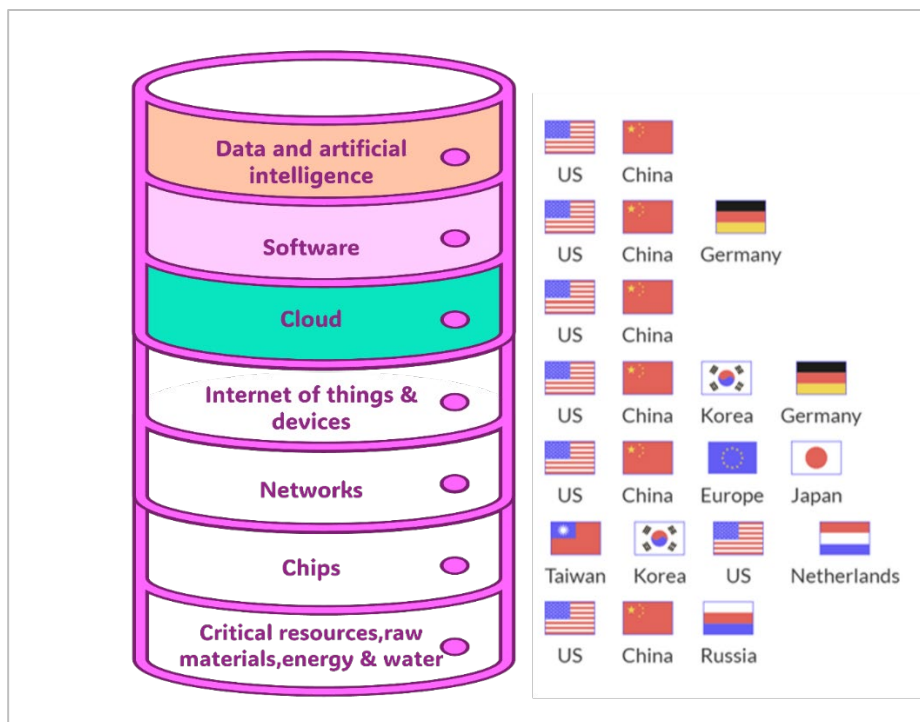 Data and artificial
intelligence
US China
Software
US China Germany
Cloud
US China
Internet of things &
devices
US China Korea Germany
Networks
US China Europe Japan
Chips
Taiwan Korea US Netherlands
Critical resources,raw
materials,energy & water
US China Russia